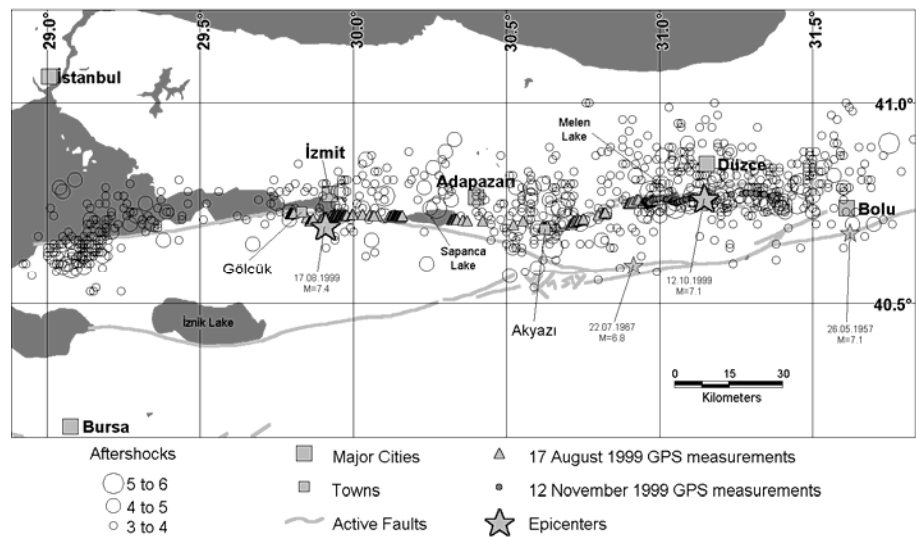 29.0°
29.5°
30.0°
30.5°
31.0°
31.5°
İstanbul
41.0°
Melen
Lake
İzmit
Düzce
Adapazarı
Bolu
Gölcük
Sapanca
Lake
17.08.1999
M=7.4
12.10.1999
M=7.1
40.5°
İznik Lake
Akyazı
22.07.1967
M=6.8
26.05.1957
M=7.1
0 15 30
Kilometers
Bursa
Aftershocks
5 to 6
4 to 5
3 to 4
Major Cities
Towns
Active Faults
17 August 1999 GPS measurements
12 November 1999 GPS measurements
Epicenters